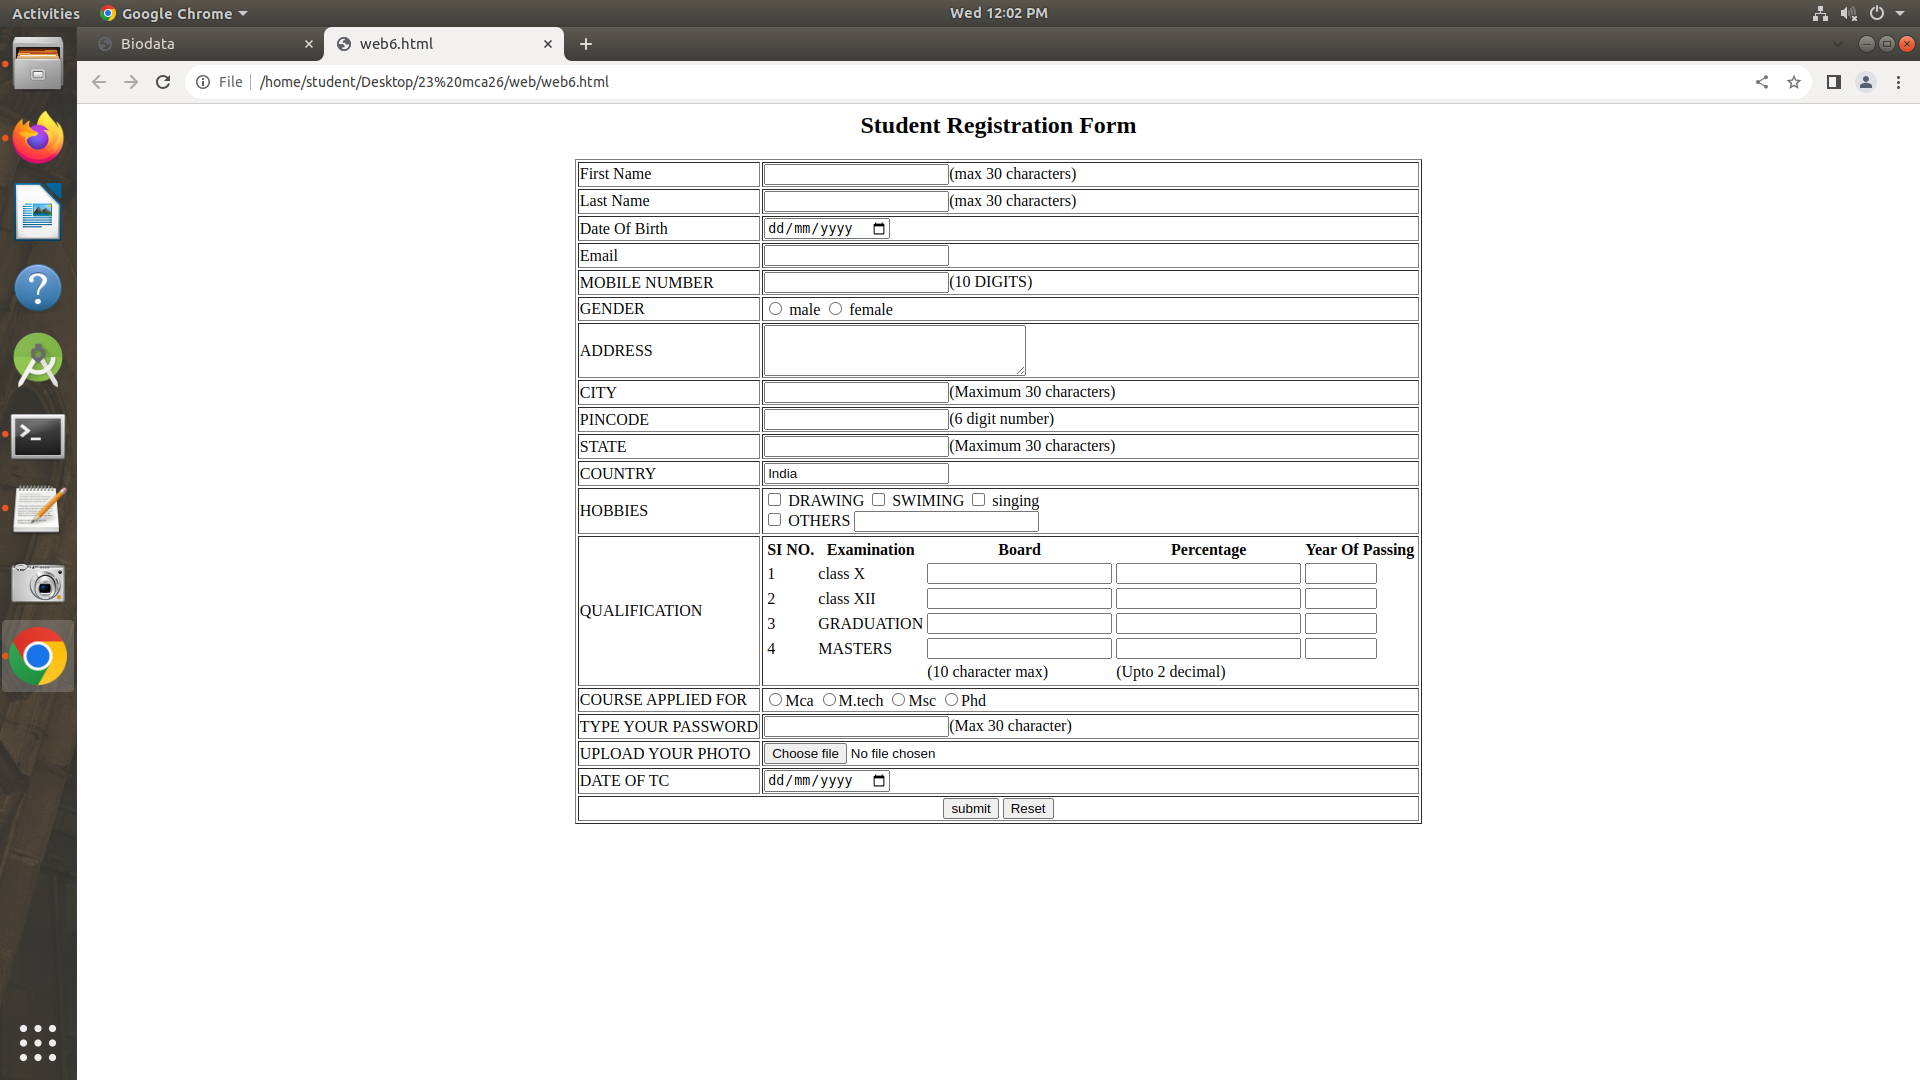 Activities Google Chrome Wed 12:02 PM
Biodata web6.html
File /home/student/Desktop/23%20mca26/web/web6.html
Student Registration Form
First Name (max 30 characters)
Last Name (max 30 characters)
Date Of Birth dd/mm/yyyy
Email
MOBILE NUMBER (10 DIGITS)
GENDER male female
ADDRESS
CITY (Maximum 30 characters)
PINCODE (6 digit number)
STATE (Maximum 30 characters)
COUNTRY India
HOBBIES DRAWING SWIMING singing
OTHERS
QUALIFICATION
SI NO. Examination Board Percentage Year Of Passing
1 class X
2 class XII
3 GRADUATION
4 MASTERS
(10 character max) (Upto 2 decimal)
COURSE APPLIED FOR Mca M.tech Msc Phd
TYPE YOUR PASSWORD (Max 30 character)
UPLOAD YOUR PHOTO Choose file No file chosen
DATE OF TC dd/mm/yyyy
submit Reset